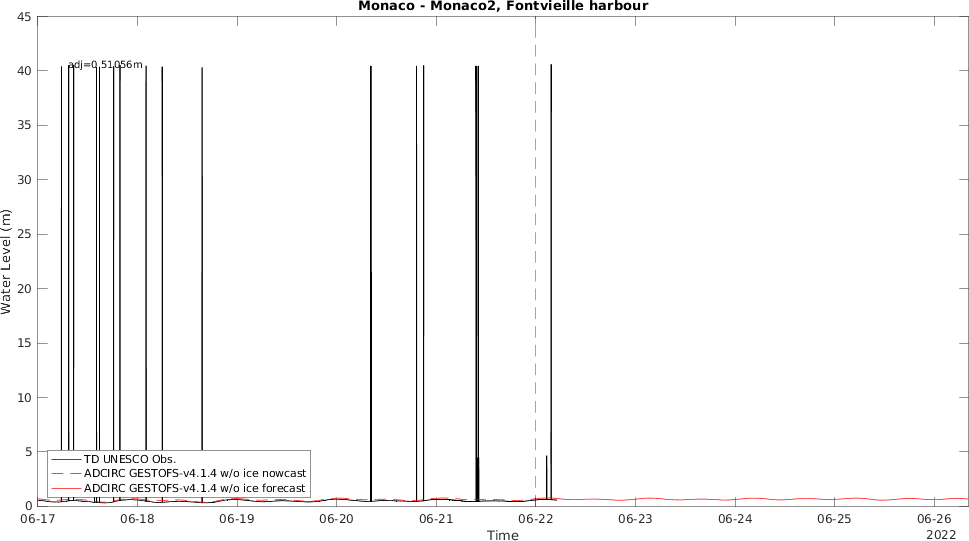 Monaco - Monaco2, Fontvieille harbour
45
40
35
30
25
20
15
10
5
0
Water Level (m)
adj=0.51056m
TD UNESCO Obs.
ADCIRC GESTOFS-v4.1.4 w/o ice nowcast
ADCIRC GESTOFS-v4.1.4 w/o ice forecast
06-17 06-18 06-19 06-20 06-21 06-22 06-23 06-24 06-25 06-26
Time
2022